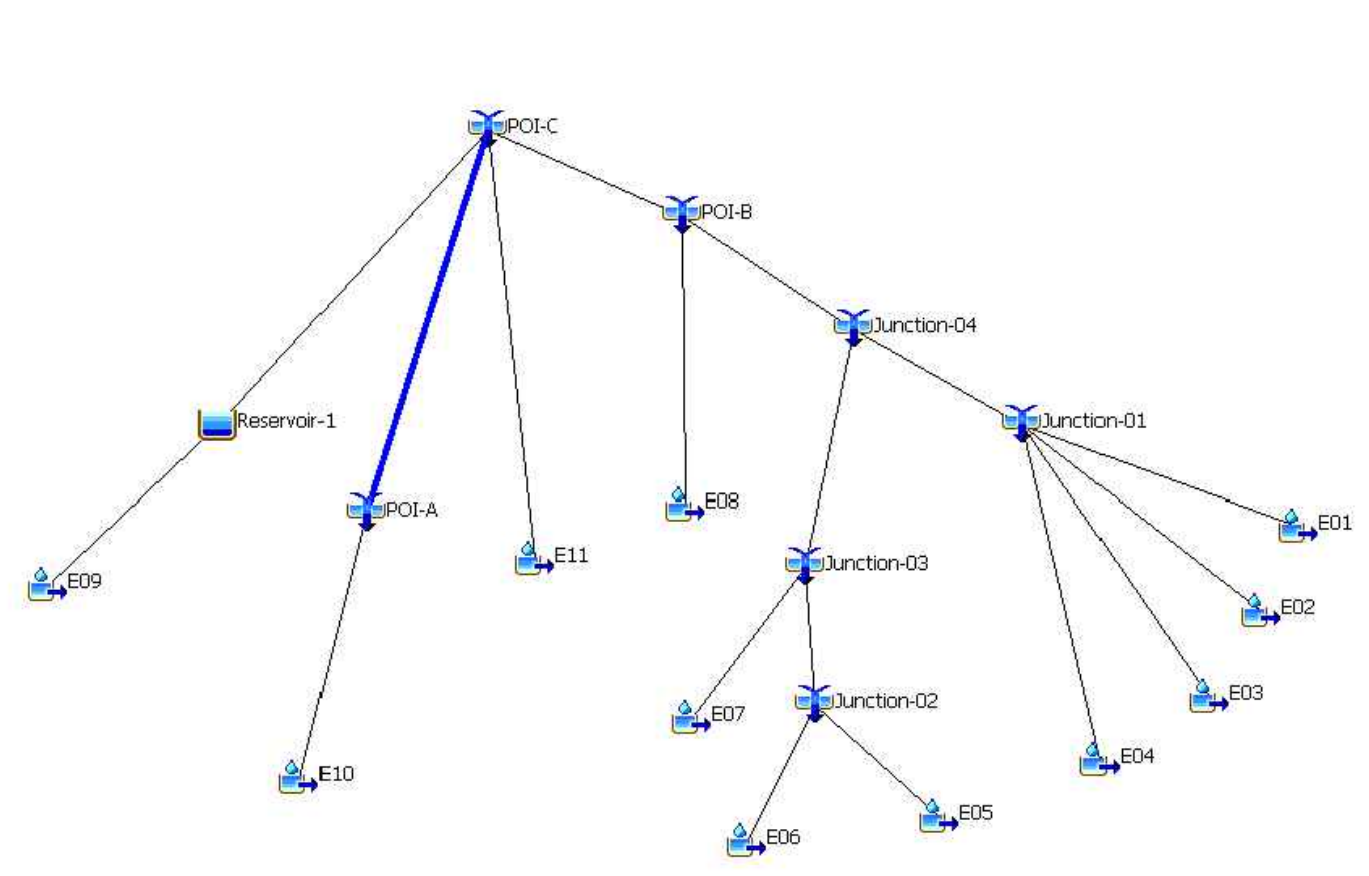 POI-C
POI-B
Junction-04
Reservoir-1
Junction-01
E08
POI-A
E01
E11
Junction-03
E09
E02
E03
Junction-02
E07
E04
E10
E05
E06